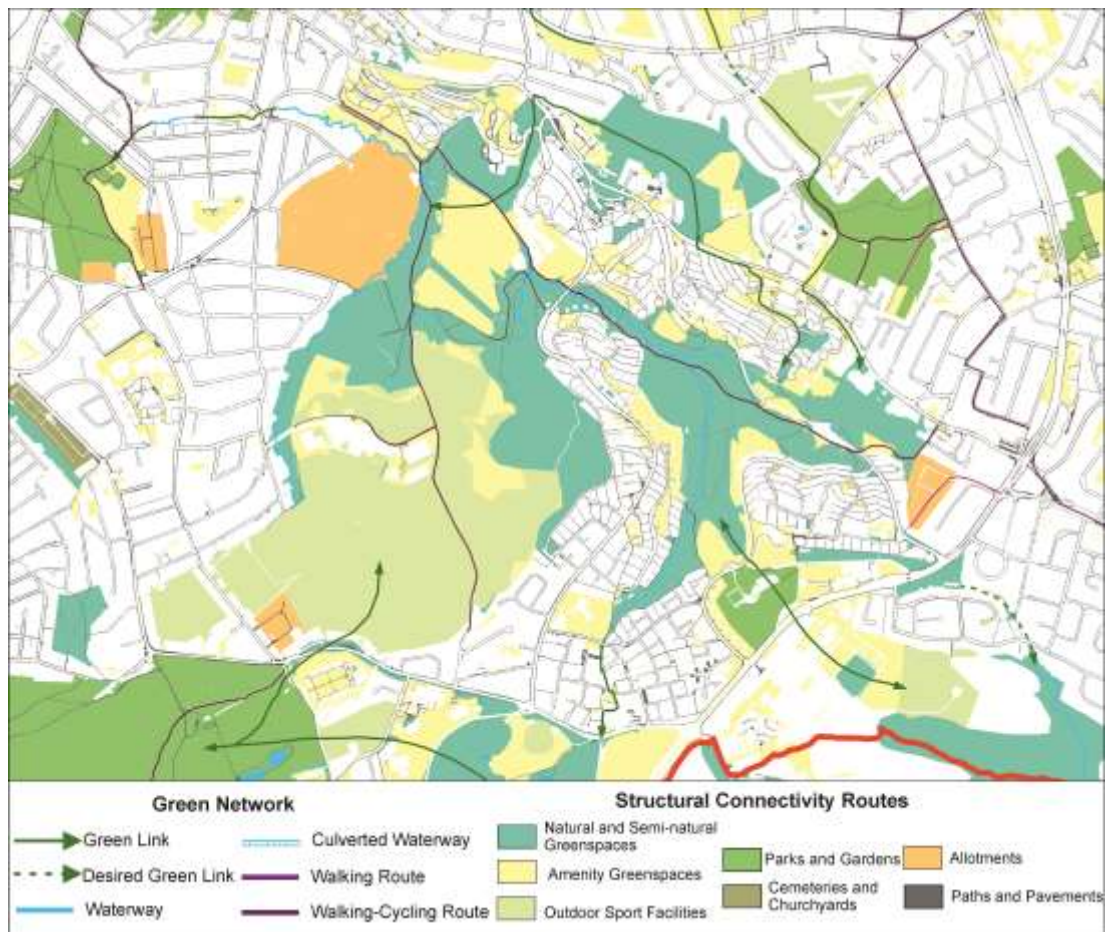 Green Network
Structural Connectivity Routes
Green Link
Desired Green Link
Waterway
Culverted Waterway
Walking Route
Walking-Cycling Route
Natural and Semi-natural
Greenspaces
Amenity Greenspaces
Outdoor Sport Facilities
Parks and Gardens
Cemeteries and
Churchyards
Allotments
Paths and Pavements